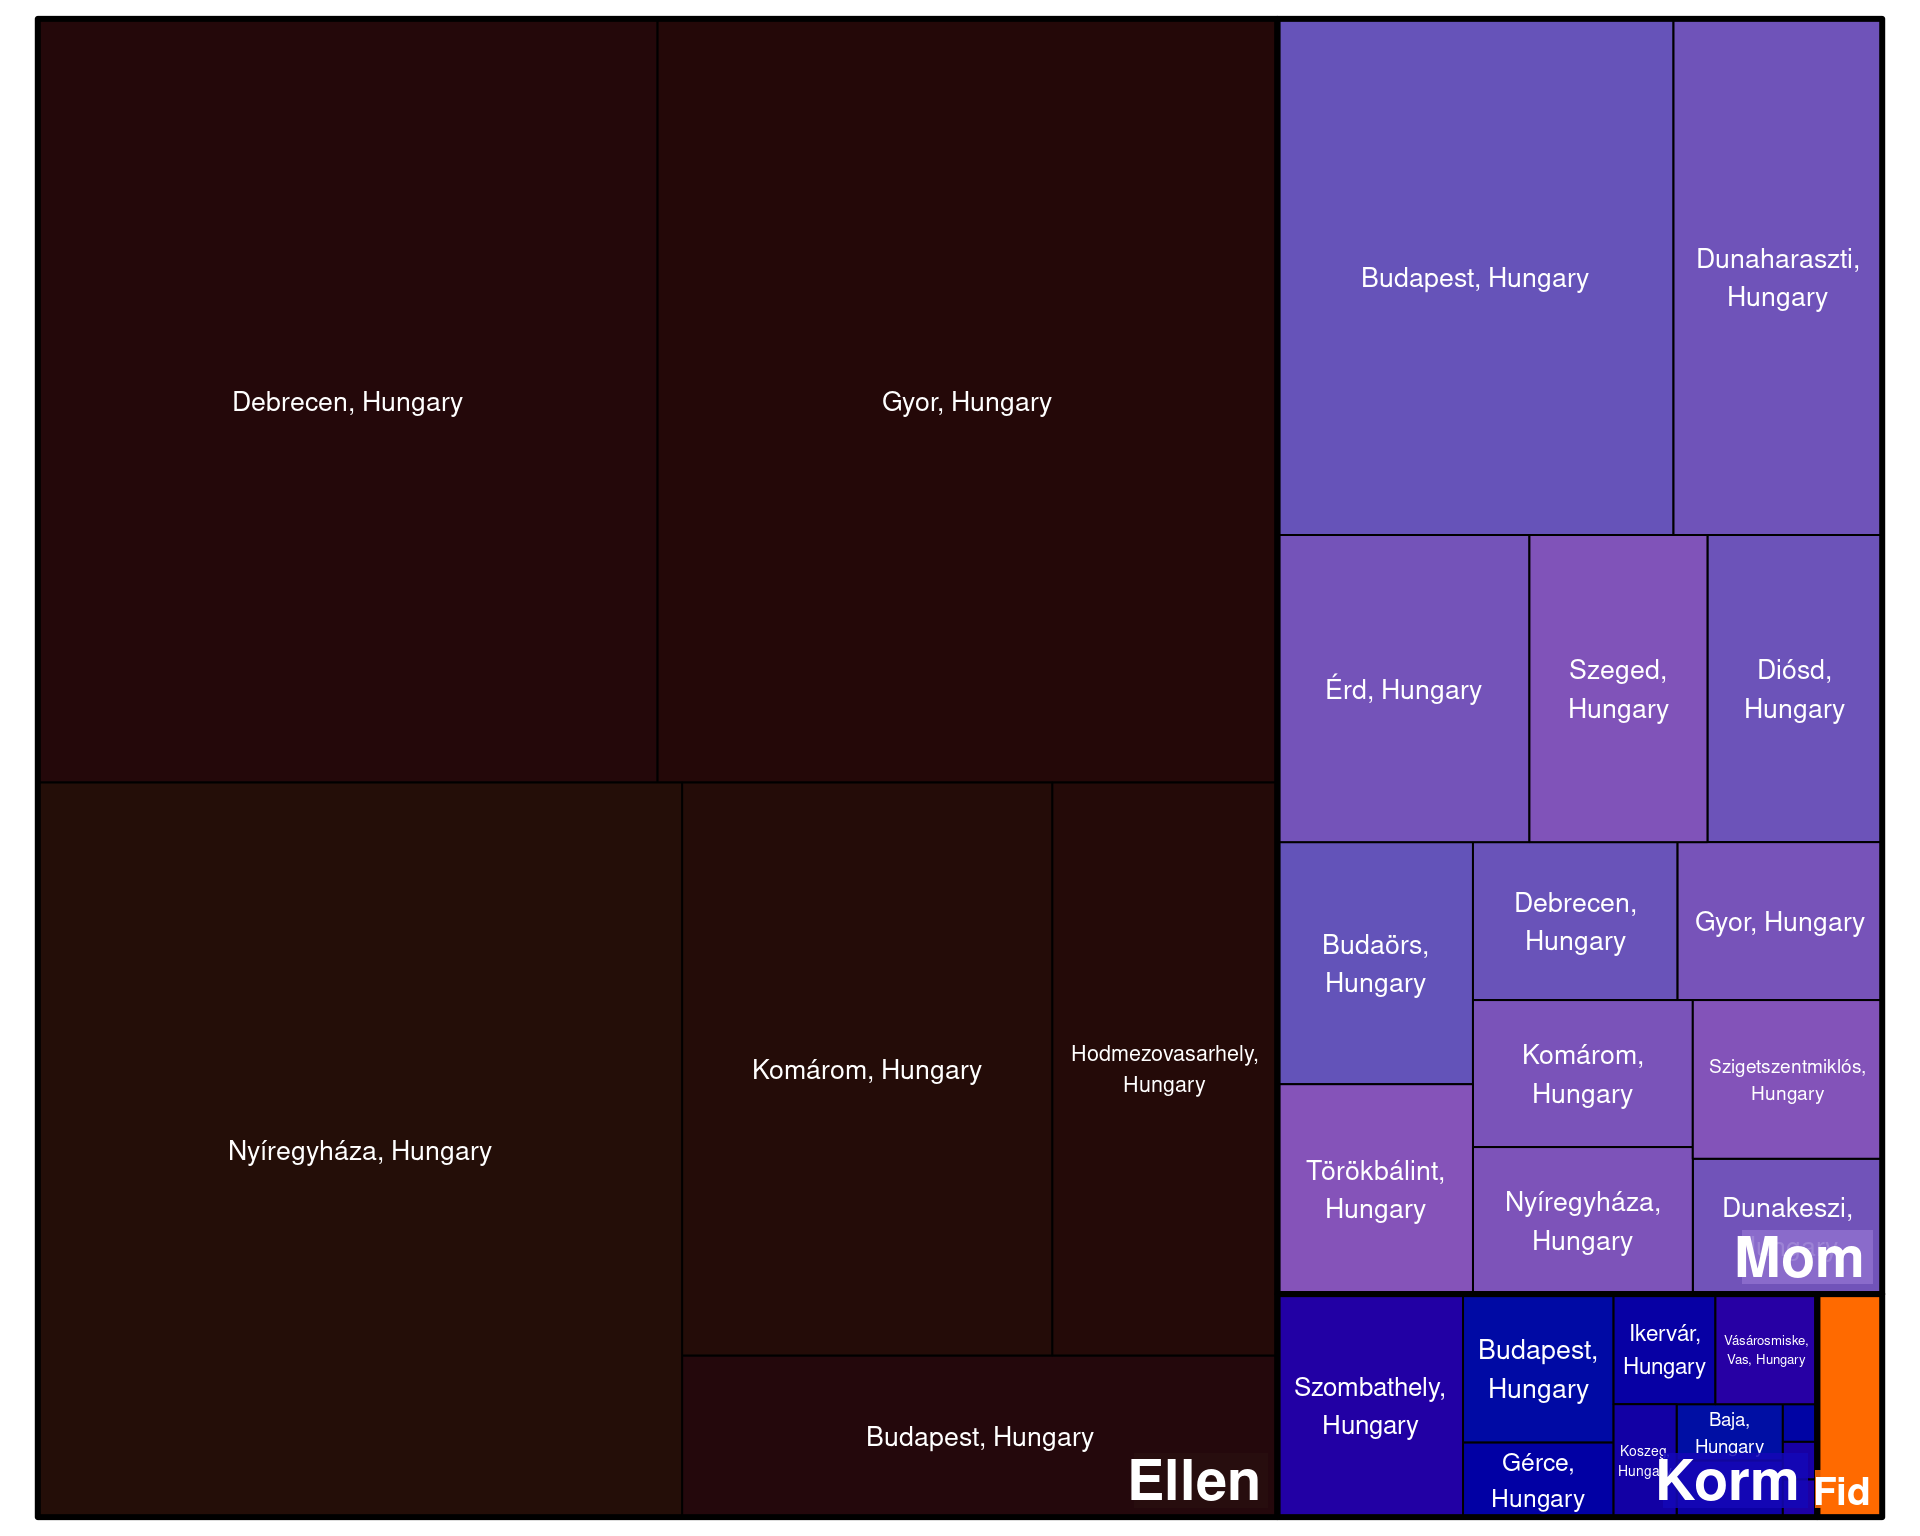 Debrecen, Hungary
Gyor, Hungary
Nyíregyháza, Hungary
Komárom, Hungary
Hodmezovasarhely,
Hungary
Budapest, Hungary
Ellen
Budapest, Hungary
Dunaharaszti,
Hungary
Érd, Hungary
Szeged,
Hungary
Diósd,
Hungary
Budaörs,
Hungary
Debrecen,
Hungary
Gyor, Hungary
Törökbálint,
Hungary
Komárom,
Hungary
Szigetszentmiklós,
Hungary
Nyíregyháza,
Hungary
Dunakeszi,
Mom
Szombathely,
Hungary
Budapest,
Hungary
Gérce,
Hungary
Ikervár,
Hungary
Vásárosmiske,
Vas, Hungary
Koszeg
Baja,
Hungary
Korm
Fid